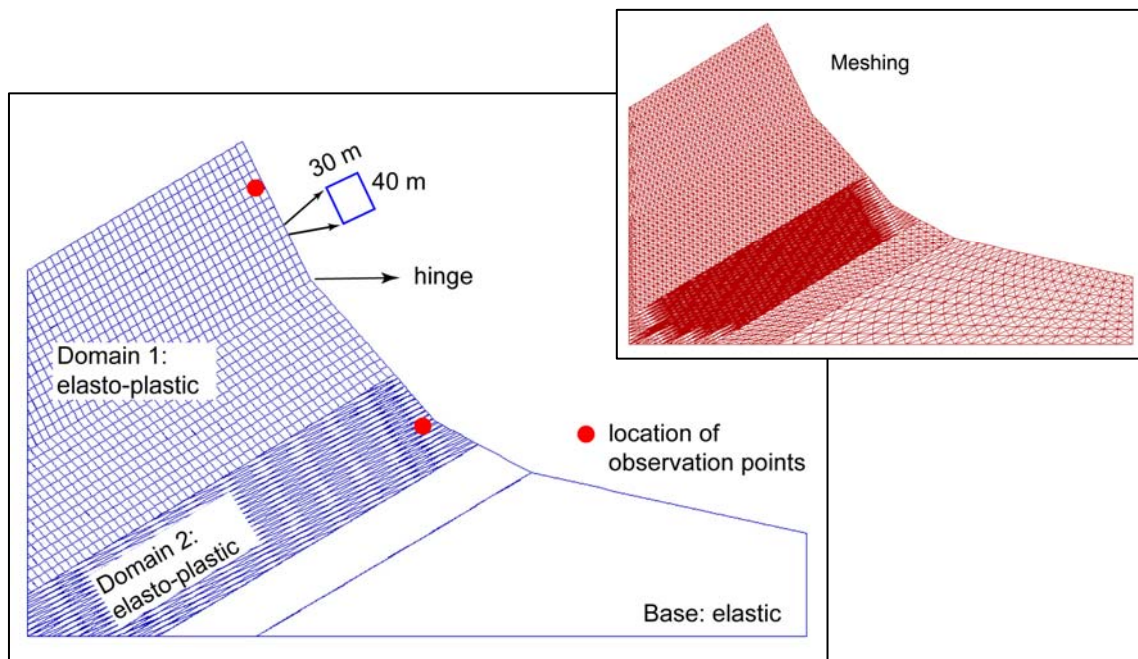 Meshing
30 m
40 m
hinge
Domain 1:
elasto-plastic
location of
observation points
Domain 2:
elasto-plastic
Base: elastic